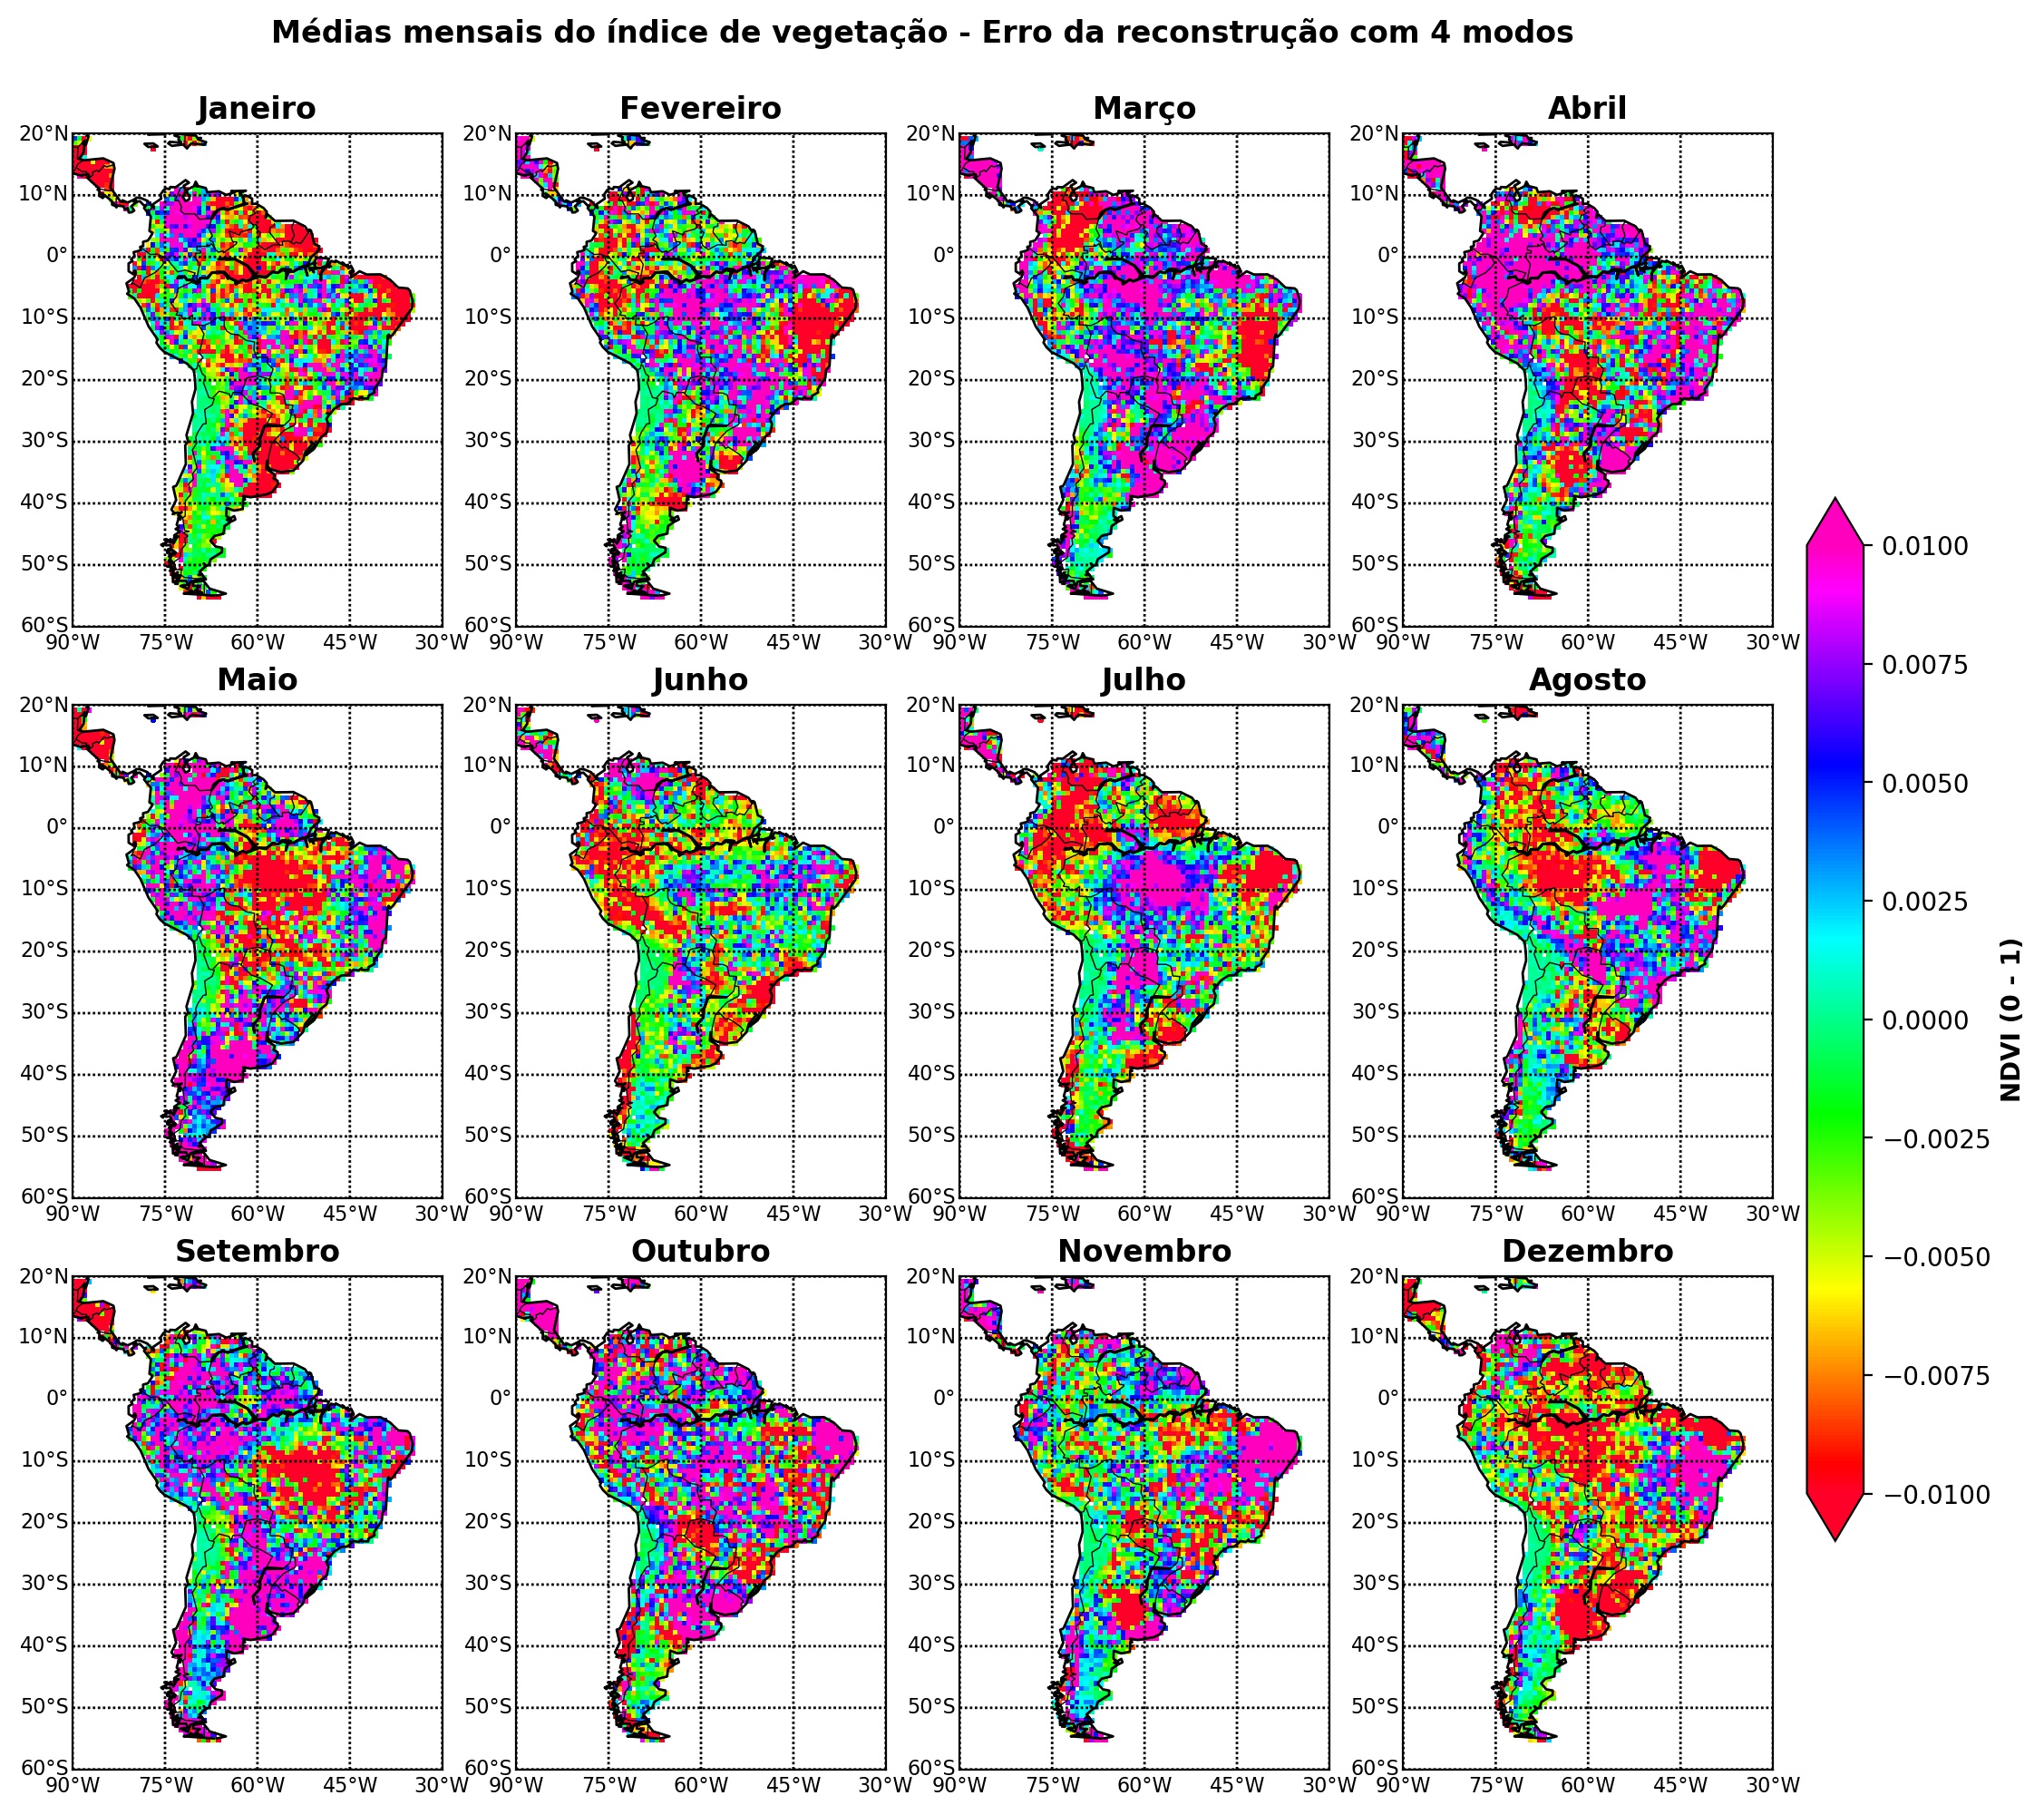 Médias mensais do índice de vegetação - Erro da reconstrução com 4 modos
Janeiro
Fevereiro
Março
Abril
20°N 20°N 20°N 20°N
10°N 10°N 10°N 10°N
0° 0° 0° 0°
10°S 10°S 10°S 10°S
20°S 20°S 20°S 20°S
30°S 30°S 30°S 30°S
40°S 40°S 40°S 40°S
50°S 50°S 50°S 50°S
60°S 60°S 60°S 60°S
90°W 75°W 60°W 45°W 30°W 90°W 75°W 60°W 45°W 30°W 90°W 75°W 60°W 45°W 30°W 90°W 75°W 60°W 45°W 30°W
Maio
Junho
Julho
Agosto
20°N 20°N 20°N 20°N
10°N 10°N 10°N 10°N
0° 0° 0° 0°
10°S 10°S 10°S 10°S
20°S 20°S 20°S 20°S
30°S 30°S 30°S 30°S
40°S 40°S 40°S 40°S
50°S 50°S 50°S 50°S
60°S 60°S 60°S 60°S
90°W 75°W 60°W 45°W 30°W 90°W 75°W 60°W 45°W 30°W 90°W 75°W 60°W 45°W 30°W 90°W 75°W 60°W 45°W 30°W
Setembro
Outubro
Novembro
Dezembro
20°N 20°N 20°N 20°N
10°N 10°N 10°N 10°N
0° 0° 0° 0°
10°S 10°S 10°S 10°S
20°S 20°S 20°S 20°S
30°S 30°S 30°S 30°S
40°S 40°S 40°S 40°S
50°S 50°S 50°S 50°S
60°S 60°S 60°S 60°S
90°W 75°W 60°W 45°W 30°W 90°W 75°W 60°W 45°W 30°W 90°W 75°W 60°W 45°W 30°W 90°W 75°W 60°W 45°W 30°W
0.0100
0.0075
0.0050
0.0025
0.0000
−0.0025
−0.0050
−0.0075
−0.0100
NDVI (0 - 1)